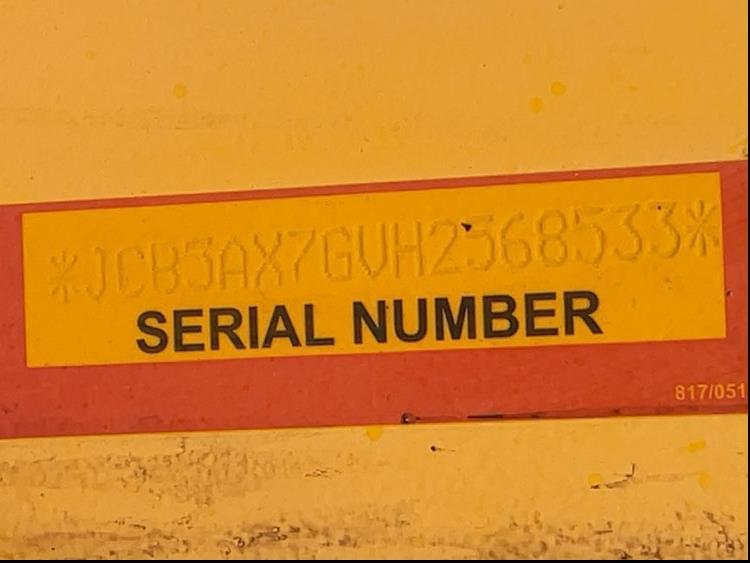 *JCB3AX7GVH2568533*
SERIAL NUMBER
817/051